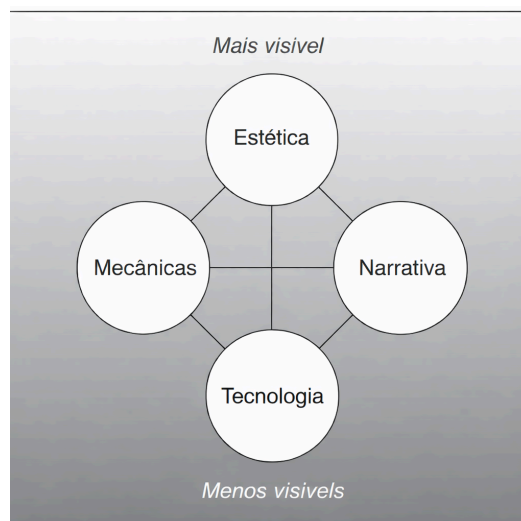 Mais visivel
Estética
Mecânicas
Narrativa
Tecnologia
Menos visivels